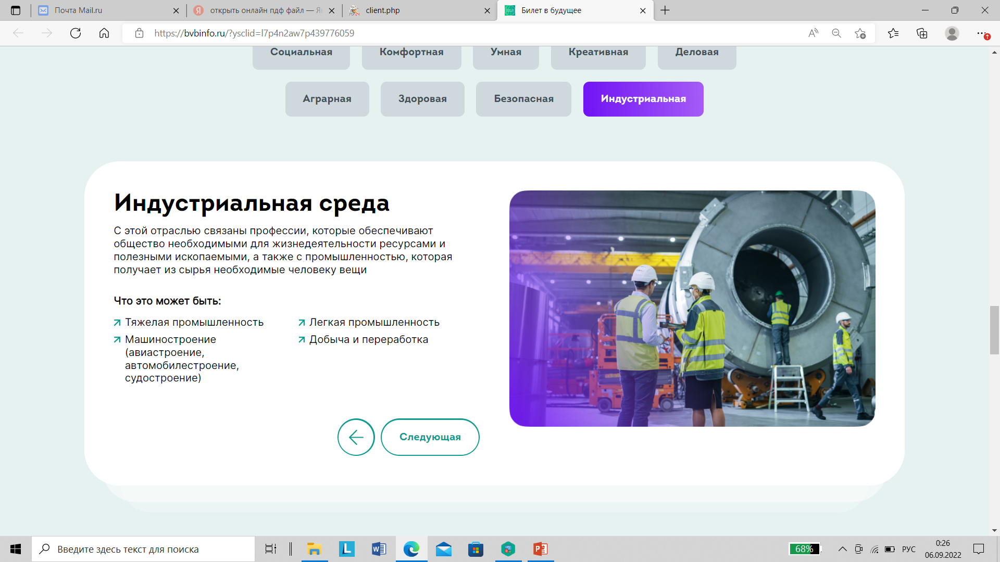 Почта Mail.ru
открыть онлайн пдф файл — Ян
client.php
Билет в будущее
https://bvbinfo.ru/?ysclid=l7p4n2aw7p439776059
Социальная Комфортная Умная Креативная Деловая
Аграрная Здоровая Безопасная Индустриальная
Индустриальная среда
С этой отраслью связаны профессии, которые обеспечивают
общество необходимыми для жизнедеятельности ресурсами и
полезными ископаемыми, а также с промышленностью, которая
получает из сырья необходимые человеку вещи
Что это может быть:
Тяжелая промышленность
Машиностроение
(авиастроение,
автомобилестроение,
судостроение)
Легкая промышленность
Добыча и переработка
Следующая
Введите здесь текст для поиска
68%
РУС
0:26
06.09.2022